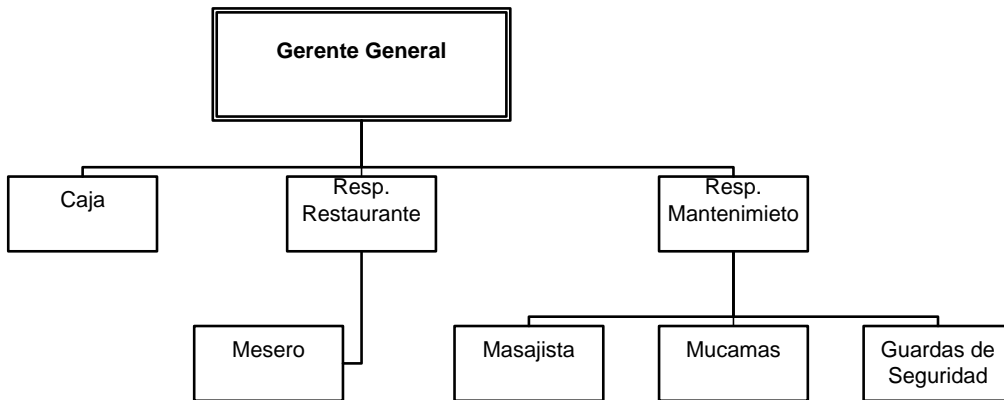 Gerente General
Caja
Resp.
Restaurante
Resp.
Mantenimieto
Mesero
Masajista
Mucamas
Guardas de
Seguridad